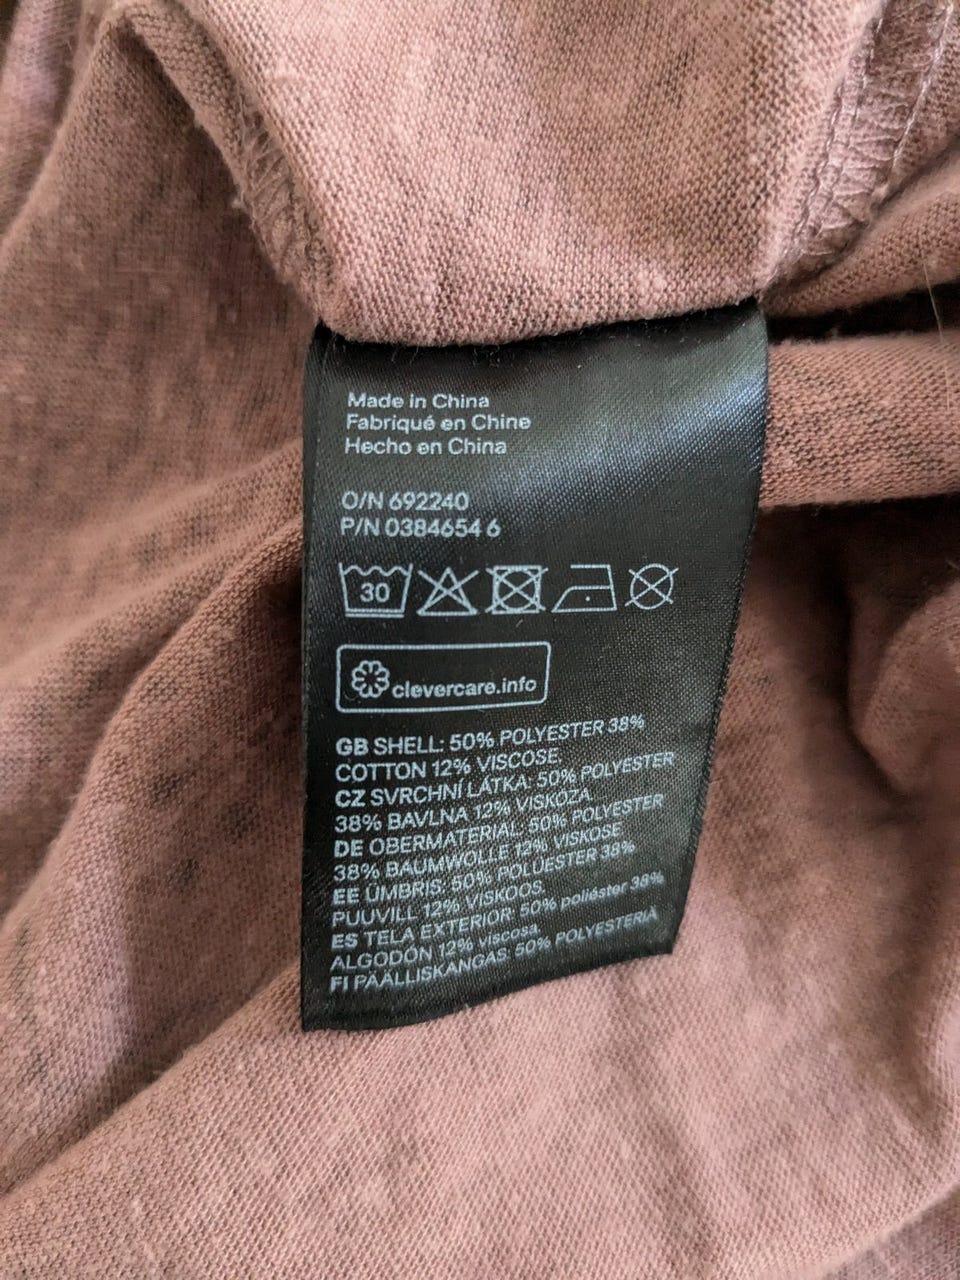 Made in China
Fabriqué en Chine
Hecho en China
O/N 692240
P/N 0384654 6
30
clevercare.info
GB SHELL: 50% POLYESTER 38%
COTTON 12% VISCOSE.
CZ SVRCHNÍ LÁTKA: 50% POLYESTER
38% BAVLNA 12% VISKÓZA
DE OBERMATERIAL: 50% POLYESTER
38% BAUMWOLLE 12% VISKOSE
EE ÜMBRIS: 50% POLÜESTER 38%
PUUVILL 12% VISKOOS
ES TELA EXTERIOR: 50% poliéster 38%
ALGODÓN 12% viscosa
FI PÄÄLLISKANGAS: 50% POLYESTERIÄ